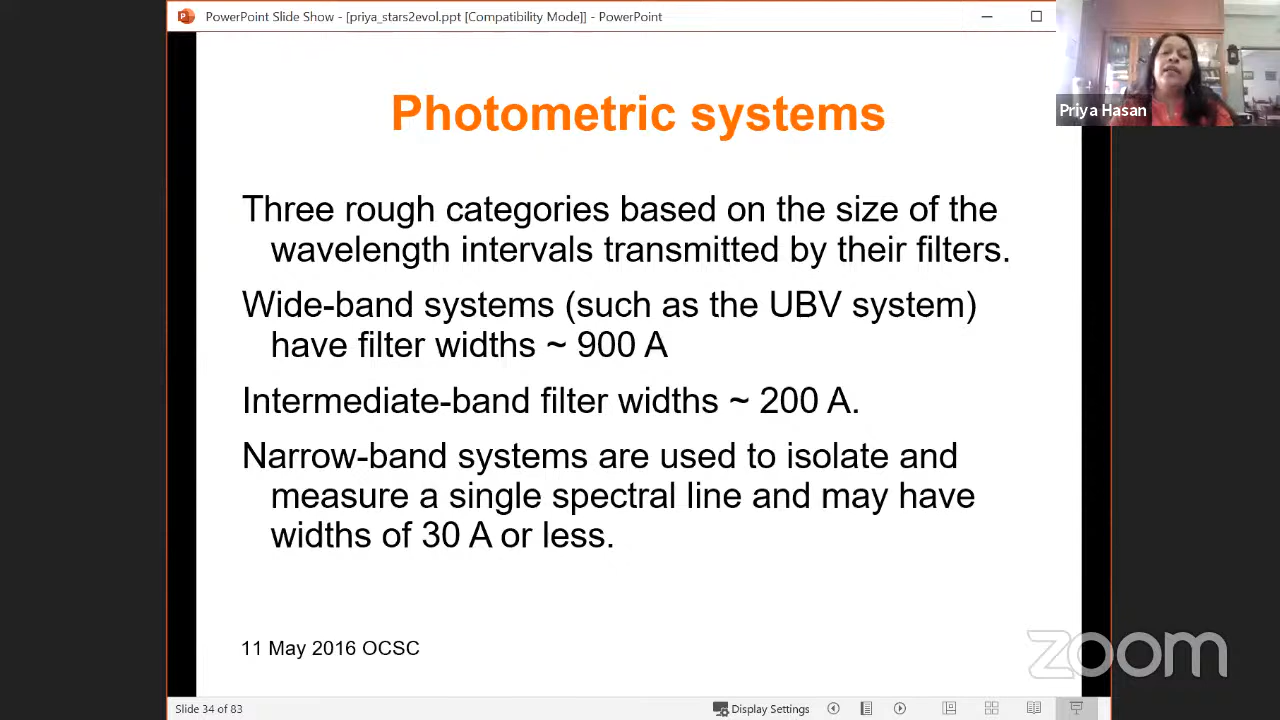 PowerPoint Slide Show - [priya_stars2evol.ppt [Compatibility Mode]] - PowerPoint
Priya Hasan
Photometric systems
Three rough categories based on the size of the
wavelength intervals transmitted by their filters.
Wide-band systems (such as the UBV system)
have filter widths ~ 900 A
Intermediate-band filter widths ~ 200 A.
Narrow-band systems are used to isolate and
measure a single spectral line and may have
widths of 30 A or less.
11 May 2016 OCSC
zoom
Slide 34 of 83
Display Settings